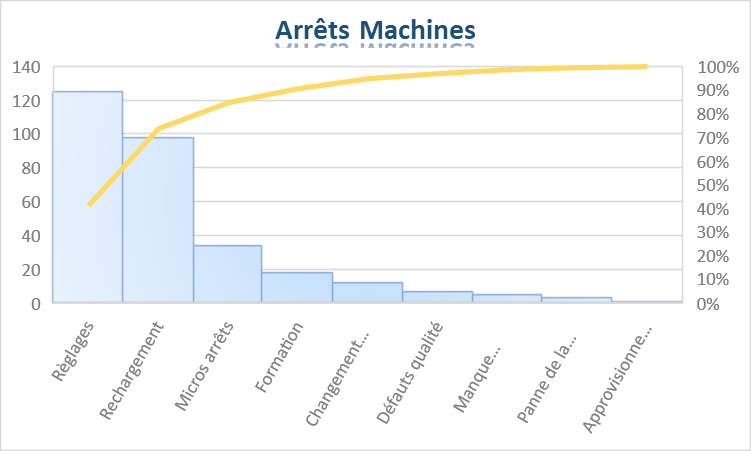 Arrêts Machines
140
120
100
80
60
40
20
0
100%
90%
80%
70%
60%
50%
40%
30%
20%
10%
0%
Règlages
Rechargement
Micros arrêts
Formation
Changement...
Défauts qualité
Manque...
Panne de la...
Approvisionne...